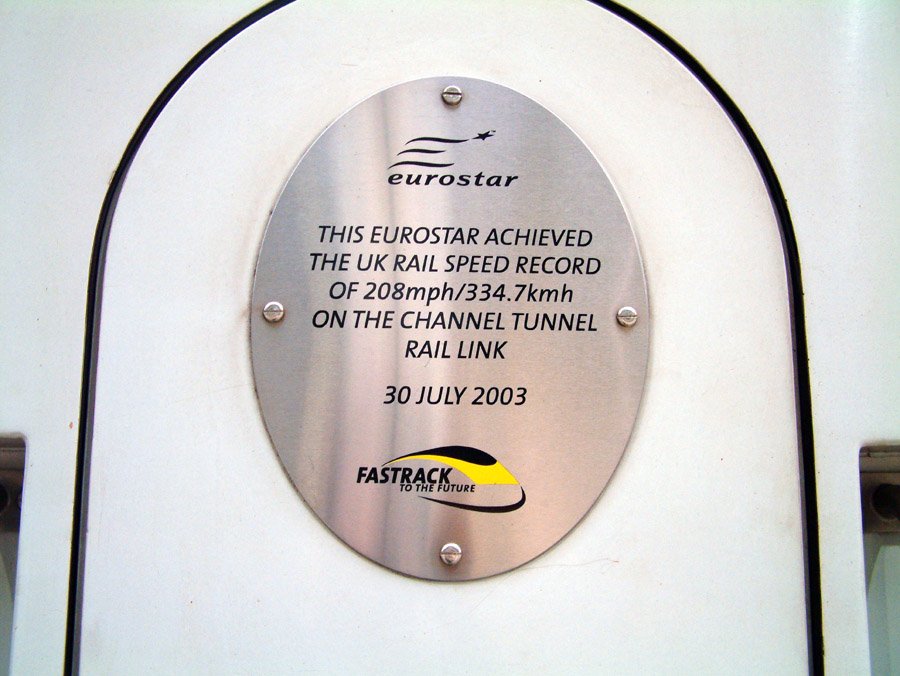 eurostar
THIS EUROSTAR ACHIEVED
THE UK RAIL SPEED RECORD
OF 208mph/334.7kmh
ON THE CHANNEL TUNNEL
RAIL LINK
30 JULY 2003
FASTRACK
TO THE FUTURE